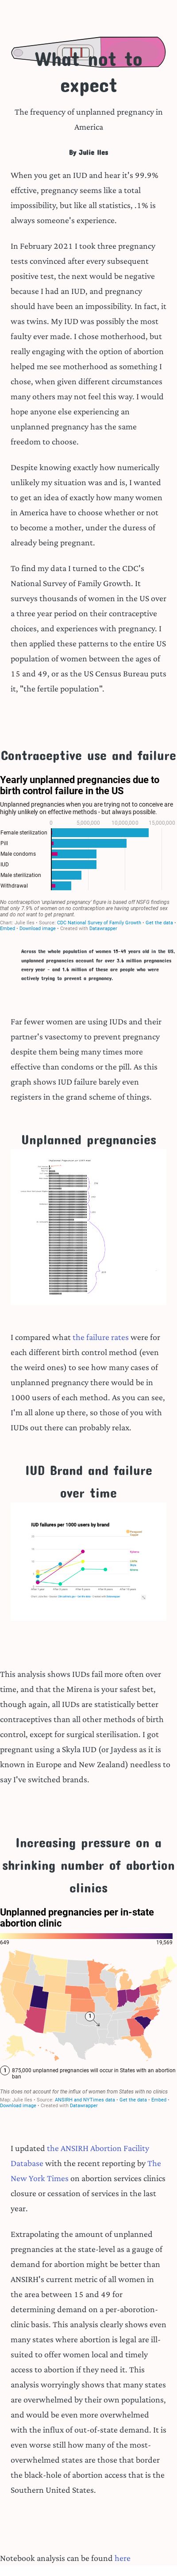 What not to
expect
The frequency of unplanned pregnancy in
America
By Julie Iles
When you get an IUD and hear it's 99.9%
effctive, pregnancy seems like a total
impossibility, but like all statistics, .1% is
always someone's experience.
In February 2021 I took three pregnancy
tests convinced after every subsequent
positive test, the next would be negative
because I had an IUD, and pregnancy
should have been an impossibility. In fact, it
was twins. My IUD was possibly the most
faulty ever made. I chose motherhood, but
really engaging with the option of abortion
helped me see motherhood as something I
chose, when given different circumstances
many others may not feel this way. I would
hope anyone else experiencing an
unplanned pregnancy has the same
freedom to choose.
Despite knowing exactly how numerically
unlikely my situation was and is, I wanted
to get an idea of exactly how many women
in America have to choose whether or not
to become a mother, under the duress of
already being pregnant.
To find my data I turned to the CDC's
National Survey of Family Growth. It
surveys thousands of women in the US over
a three year period on their contraceptive
choices, and experiences with pregnancy. I
then applied these patterns to the entire US
population of women between the ages of
15 and 49, or as the US Census Bureau puts
it, "the fertile population".
Contraceptive use and failure
Yearly unplanned pregnancies due to
birth control failure in the US
Unplanned pregnancies when you are trying not to conceive are
highly unlikely on effective methods - but always possible.
0 5,000,000 10,000,000 15,000,000
Female sterilization
Pill
Male condoms
IUD
Male sterilization
Withdrawal
No contraception 'unplanned pregnancy' figure is based off NSFG findings
that only 7.9% of women on no contraception are having unprotected sex
and do not want to get pregnant.
Chart: Julie Iles • Source: CDC National Survey of Family Growth • Get the data •
Embed • Download image • Created with Datawrapper
Across the whole population of women 15-49 years old in the US,
unplanned pregnancies account for over 3.6 million pregnancies
every year - and 1.6 million of these are people who were
actively trying to prevent a pregnancy.
Far fewer women are using IUDs and their
partner's vasectomy to prevent pregnancy
despite them being many times more
effective than condoms or the pill. As this
graph shows IUD failure barely even
registers in the grand scheme of things.
Unplanned pregnancies
I compared what the failure rates were for
each different birth control method (even
the weird ones) to see how many cases of
unplanned pregnancy there would be in
1000 users of each method. As you can see,
I'm all alone up there, so those of you with
IUDs out there can probably relax.
IUD Brand and failure
over time
IUD failures per 1000 users by brand
This analysis shows IUDs fail more often over
time, and that the Mirena is your safest bet,
though again, all IUDs are statistically better
contraceptives than all other methods of birth
control, except for surgical sterilisation. I got
pregnant using a Skyla IUD (or Jaydess as it is
known in Europe and New Zealand) needless to
say I've switched brands.
Increasing pressure on a
shrinking number of abortion
clinics
Unplanned pregnancies per in-state
abortion clinic
649 19,569
1
1 875,000 unplanned pregnancies will occur in States with an abortion
ban
This does not account for the influx of women from States with no clinics.
Map: Julie Iles • Source: ANSIRH and NYTimes data • Get the data • Embed •
Download image • Created with Datawrapper
I updated the ANSIRH Abortion Facility
Database with the recent reporting by The
New York Times on abortion services clinics
closure or cessation of services in the last
year.
Extrapolating the amount of unplanned
pregnancies at the state-level as a gauge of
demand for abortion might be better than
ANSIRH's current metric of all women in
the area between 15 and 49 for
determining demand on a per-aborotion-
clinic basis. This analysis clearly shows even
many states where abortion is legal are ill-
suited to offer women local and timely
access to abortion if they need it. This
analysis worryingly shows that many states
are overwhelmed by their own populations,
and would be even more overwhelmed
with the influx of out-of-state demand. It is
even worse still how many of the most-
overwhelmed states are those that border
the black-hole of abortion access that is the
Southern United States.
Notebook analysis can be found here